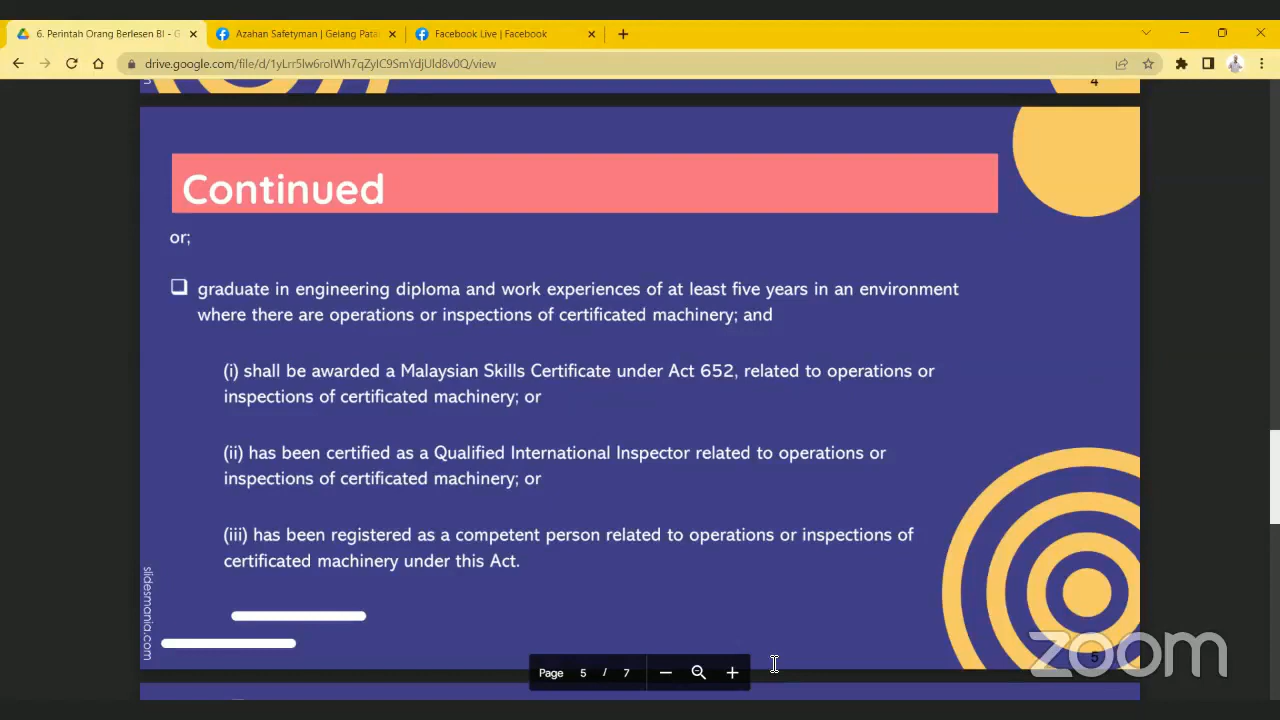 6. Perintah Orang Berlesen BI - G
Azahan Safetyman | Gelang Pata
Facebook Live | Facebook
drive.google.com/file/d/1yLrr5lw6roIWh7qZylC9SmYdjUld8v0Q/view
4
Continued
or;
graduate in engineering diploma and work experiences of at least five years in an environment
where there are operations or inspections of certificated machinery; and
(i) shall be awarded a Malaysian Skills Certificate under Act 652, related to operations or
inspections of certificated machinery; or
(ii) has been certified as a Qualified International Inspector related to operations or
inspections of certificated machinery; or
(iii) has been registered as a competent person related to operations or inspections of
certificated machinery under this Act.
slidesmania.com
5
zoom
Page 5 / 7